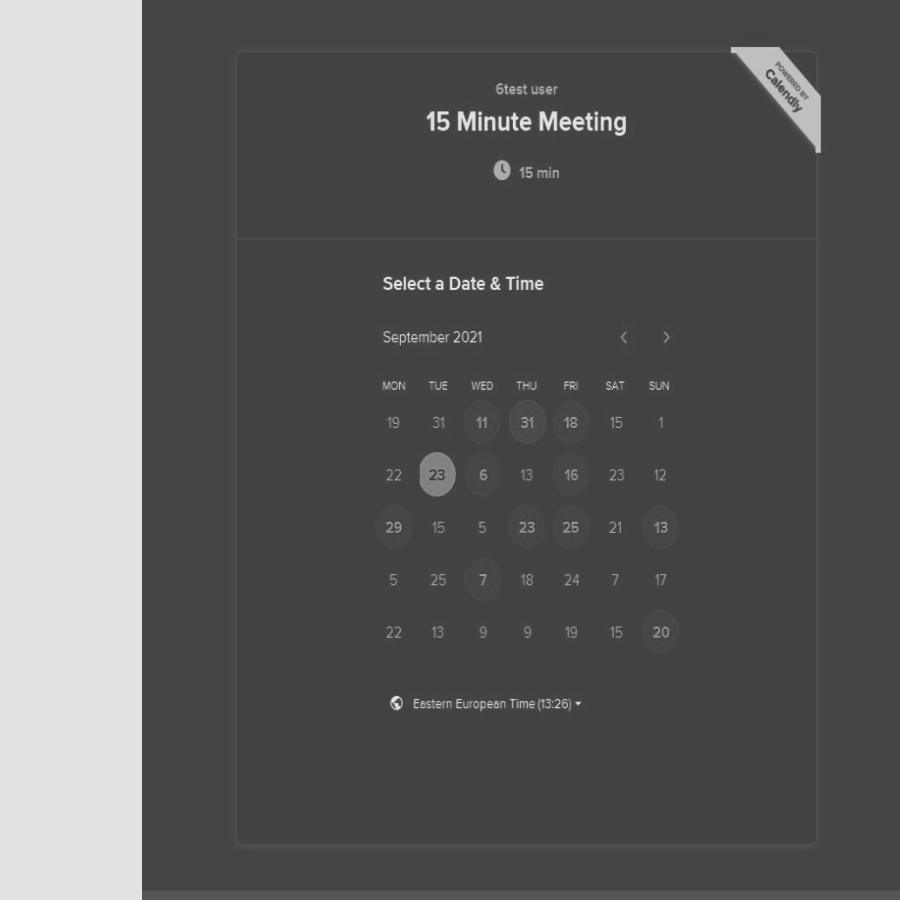 POWERED BY
Calendly
6test user
15 Minute Meeting
15 min
Select a Date & Time
September 2021
MON TUE WED THU FRI SAT SUN
19 31 11 31 18 15 1
22 23 6 13 16 23 12
29 15 5 23 25 21 13
5 25 7 18 24 7 17
22 13 9 9 19 15 20
Eastern European Time (13:26)